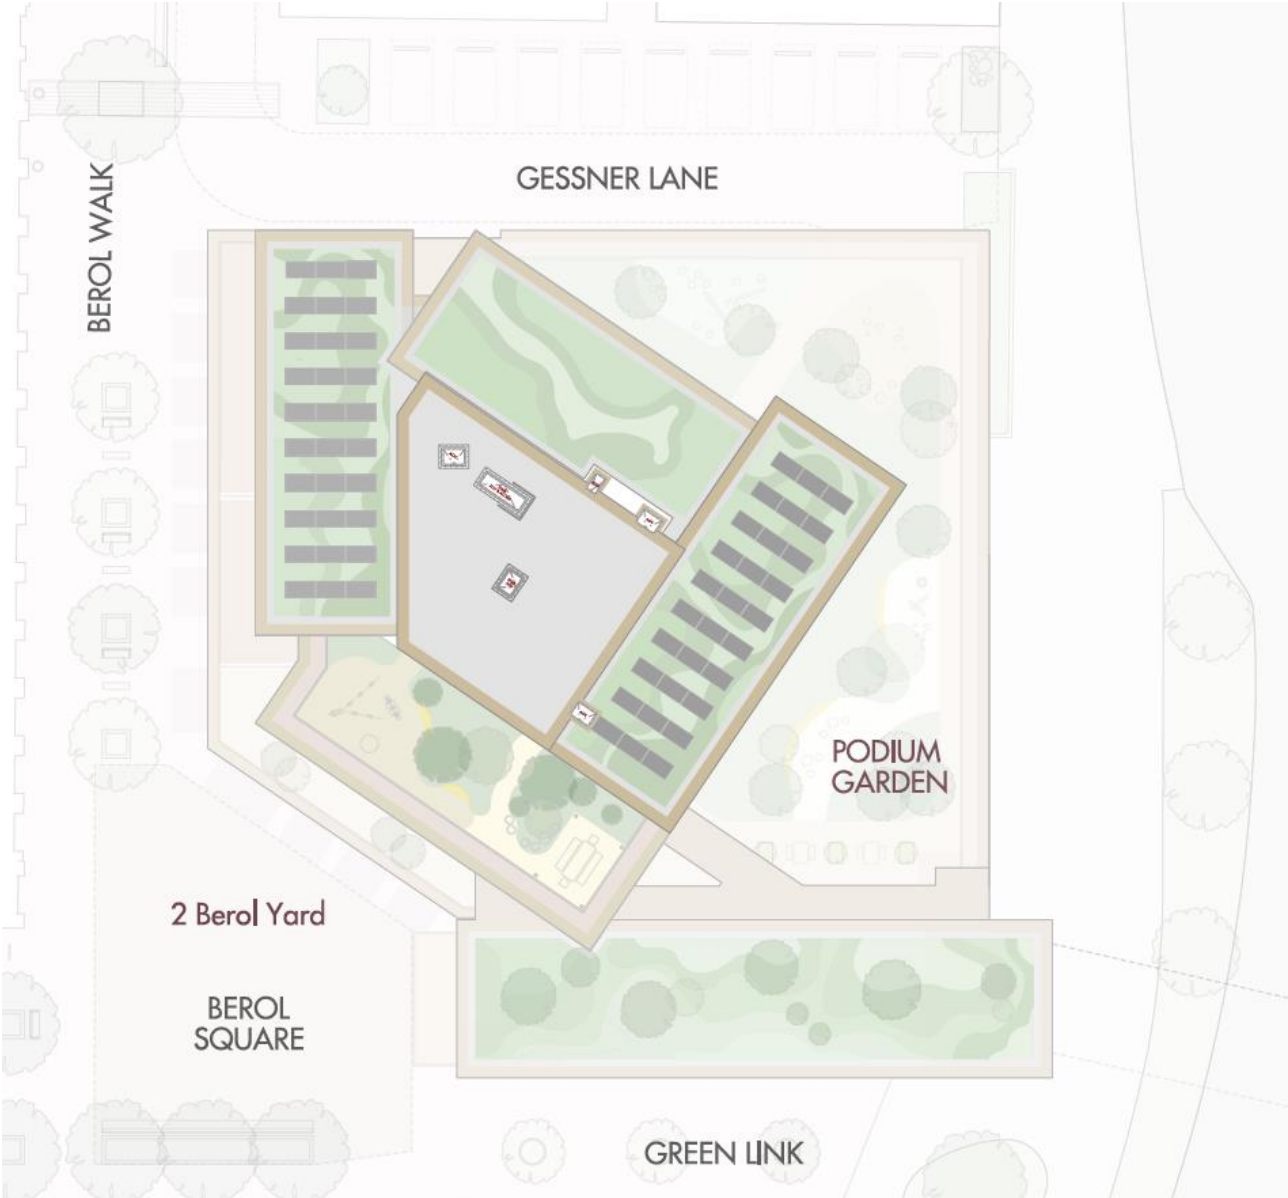 GESSNER LANE
BEROL WALK
PODIUM
GARDEN
2 Berol Yard
BEROL
SQUARE
GREEN LINK